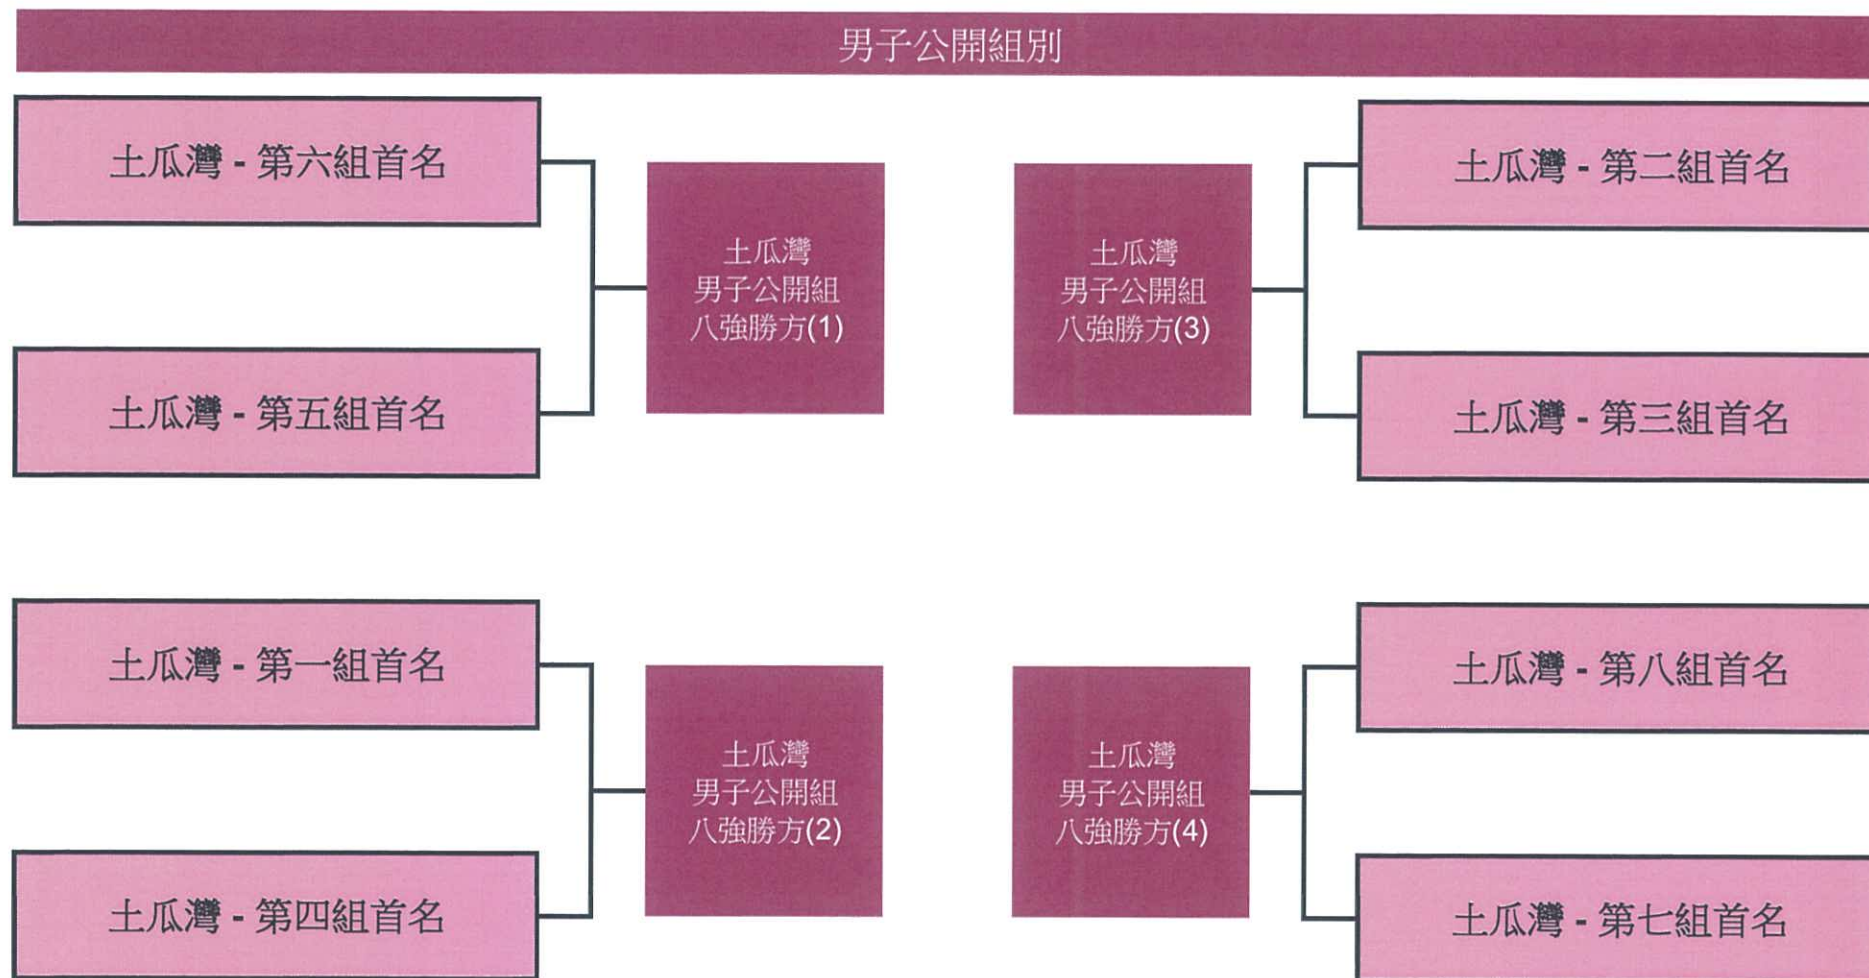 男子公開組別
土瓜灣 - 第六組首名
土瓜灣 - 第五組首名
土瓜灣
男子公開組
八強勝方(1)
土瓜灣
男子公開組
八強勝方(3)
土瓜灣 - 第二組首名
土瓜灣 - 第三組首名
土瓜灣 - 第一組首名
土瓜灣 - 第四組首名
土瓜灣
男子公開組
八強勝方(2)
土瓜灣
男子公開組
八強勝方(4)
土瓜灣 - 第八組首名
土瓜灣 - 第七組首名